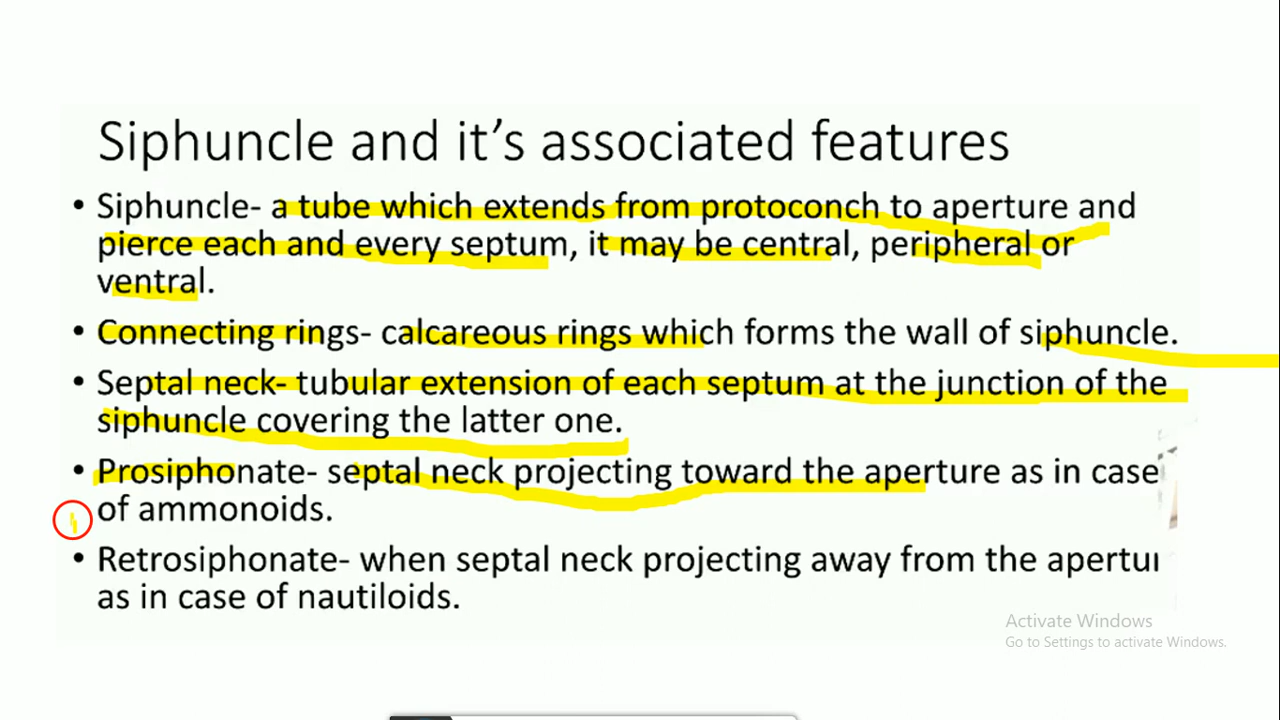 Siphuncle and it's associated features
• Siphuncle- a tube which extends from protoconch to aperture and
pierce each and every septum, it may be central, peripheral or
ventral.
• Connecting rings- calcareous rings which forms the wall of siphuncle.
• Septal neck- tubular extension of each septum at the junction of the
siphuncle covering the latter one.
• Prosiphonate- septal neck projecting toward the aperture as in case
of ammonoids.
• Retrosiphonate- when septal neck projecting away from the
as in case of nautiloids.
Activate Windows
Go to Settings to activate Windows.